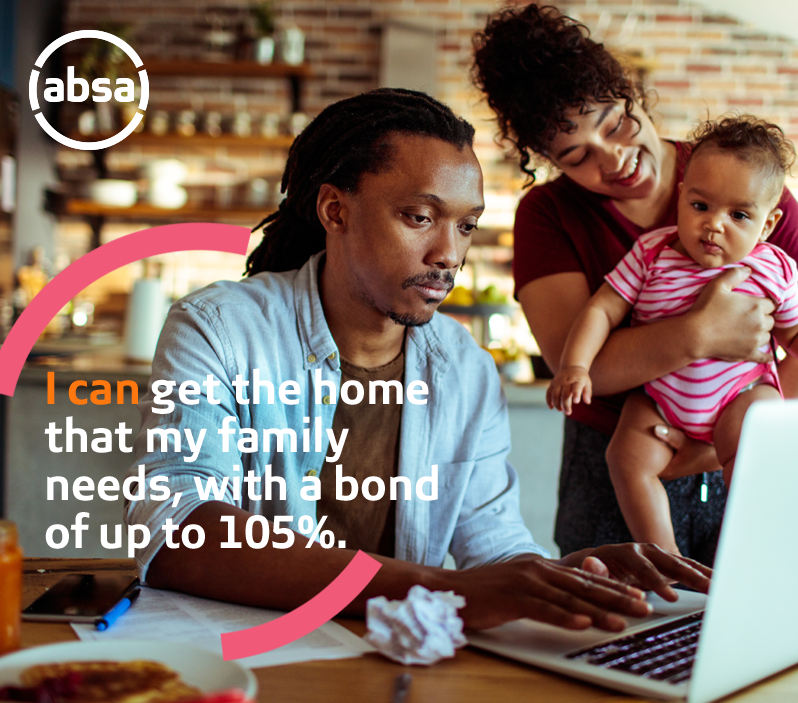 absa
I can get the home
that my family
needs, with a bond
of up to 105%.